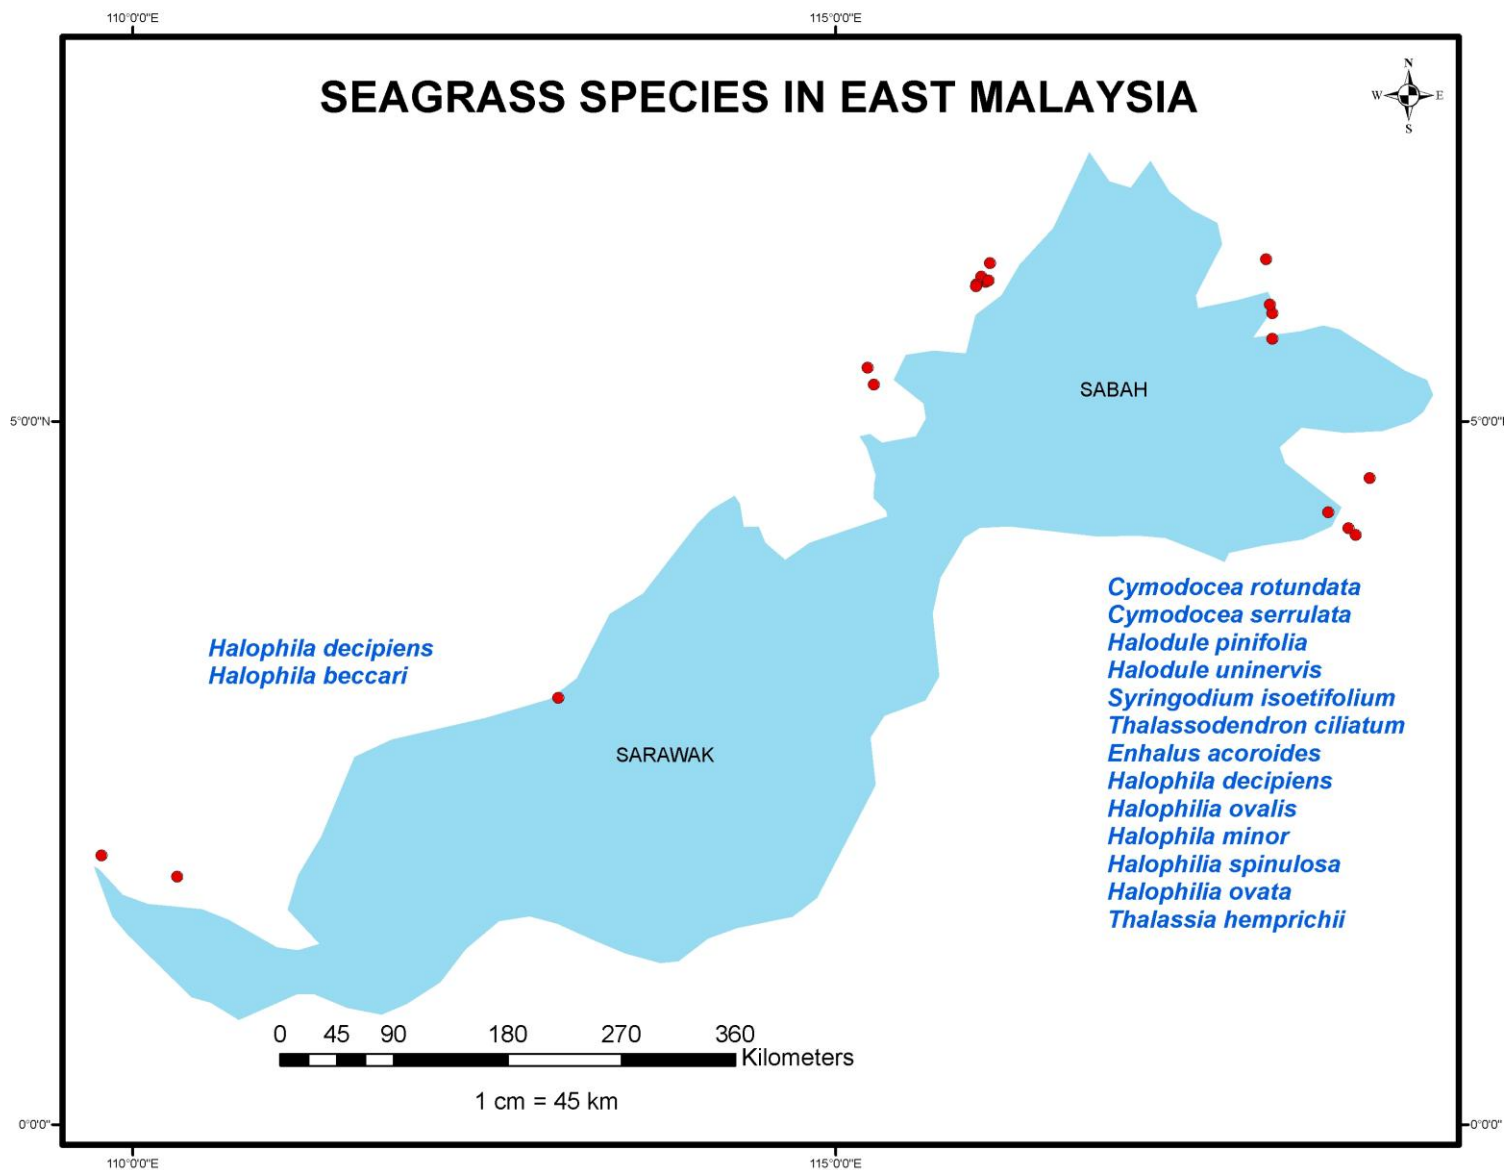 110°0'0"E
115°0'0"E
SEAGRASS SPECIES IN EAST MALAYSIA
N
W E
S
SABAH
5°0'0"N
5°0'0"N
Cymodocea rotundata
Cymodocea serrulata
Halodule pinifolia
Halodule uninervis
Syringodium isoetifolium
Thalassodendron ciliatum
Enhalus acoroides
Halophila decipiens
Halophilia ovalis
Halophila minor
Halophilia spinulosa
Halophilia ovata
Thalassia hemprichii
Halophila decipiens
Halophila beccari
SARAWAK
0 45 90 180 270 360
Kilometers
1 cm = 45 km
0°0'0"
0°0'0"
110°0'0"E
115°0'0"E